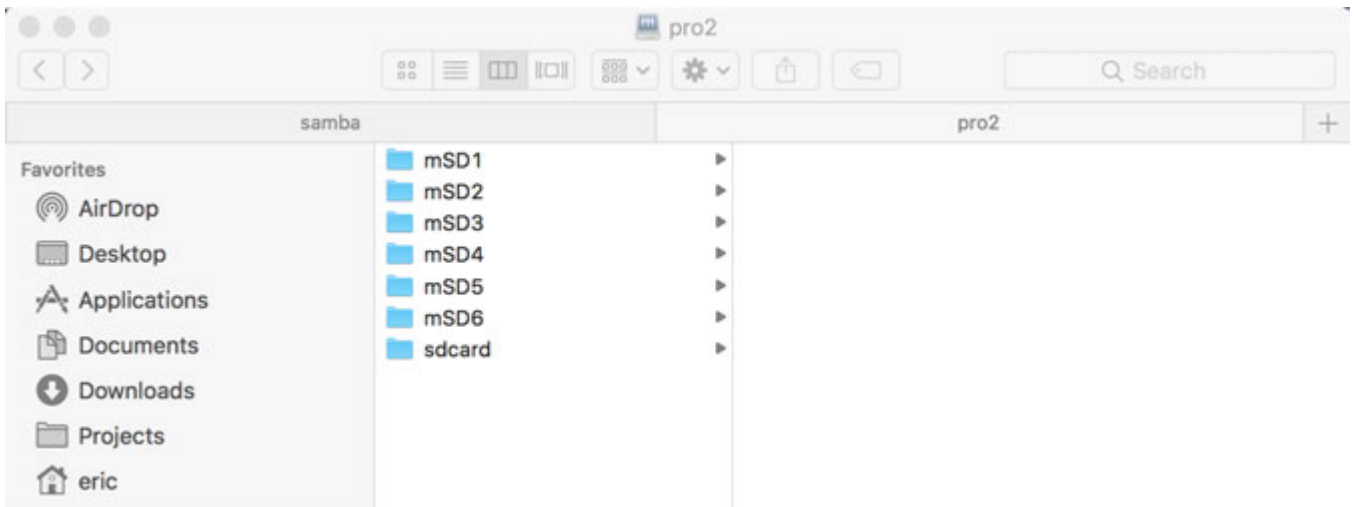 pro2
Search
samba
pro2
Favorites
AirDrop
Desktop
Applications
Documents
Downloads
Projects
eric
mSD1
mSD2
mSD3
mSD4
mSD5
mSD6
sdcard